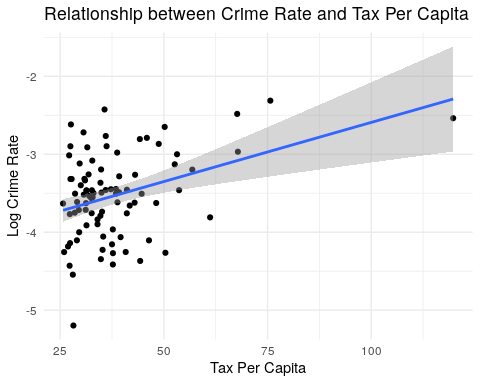 Relationship between Crime Rate and Tax Per Capita
-2
-3
-4
-5
Log Crime Rate
25 50 75 100
Tax Per Capita